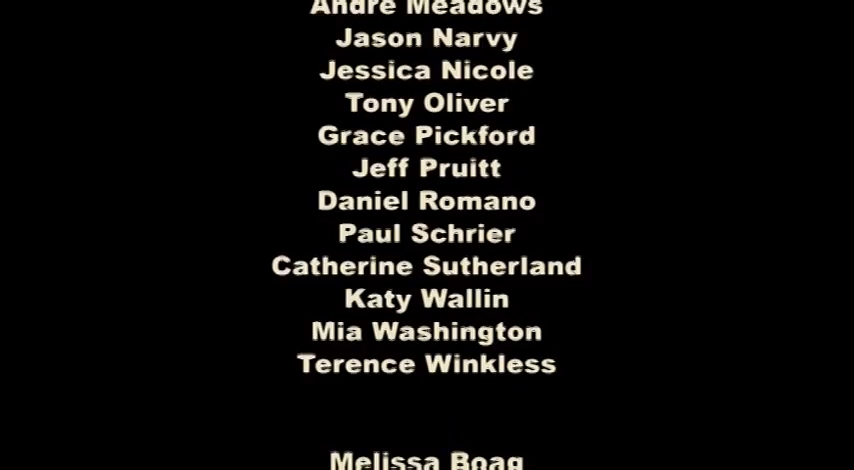 Andre Meadows
Jason Narvy
Jessica Nicole
Tony Oliver
Grace Pickford
Jeff Pruitt
Daniel Romano
Paul Schrier
Catherine Sutherland
Katy Wallin
Mia Washington
Terence Winkless
Melissa Boag